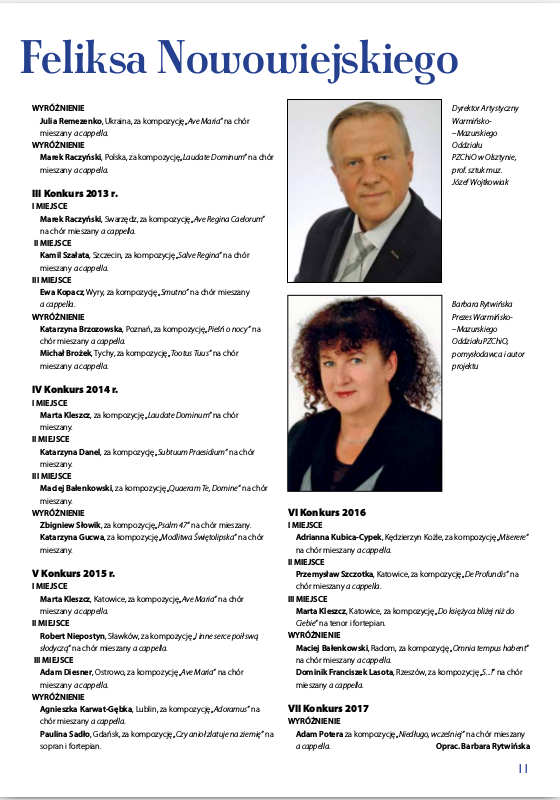 Feliksa Nowowiejskiego
WYRÓŻNIENIE
Julia Remezenko, Ukraina, za kompozycję „Ave Maria” na chór
mieszany a cappella.
WYRÓŻNIENIE
Marek Raczyński, Polska, za kompozycję „Laudate Dominum” na chór
mieszany a cappella.
III Konkurs 2013 r.
I MIEJSCE
Marek Raczyński, Swarzędz, za kompozycję „Ave Regina Caelorum”
na chór mieszany a cappella.
II MIEJSCE
Kamil Szałata, Szczecin, za kompozycję „Salve Regina” na chór
mieszany a cappella.
III MIEJSCE
Ewa Kopacz, Wyry, za kompozycję „Smutno” na chór mieszany
a cappella.
WYRÓŻNIENIE
Katarzyna Brzozowska, Poznań, za kompozycję „Pieśń o nocy” na
chór mieszany a cappella.
Michał Brożek, Tychy, za kompozycję „Tootus Tuus” na chór
mieszany a cappella.
IV Konkurs 2014 r.
I MIEJSCE
Marta Kleszcz, za kompozycję „Laudate Dominum” na chór
mieszany.
II MIEJSCE
Katarzyna Danel, za kompozycję „Subtuum Praesidium” na chór
mieszany.
III MIEJSCE
Maciej Bałenkowski, za kompozycję „Quaeram Te, Domine” na chór
mieszany.
WYRÓŻNIENIE
Zbigniew Słowik, za kompozycję „Psalm 47” na chór mieszany.
Katarzyna Gucwa, za kompozycję „Modlitwa Świętolipska” na chór
mieszany.
V Konkurs 2015 r.
I MIEJSCE
Marta Kleszcz, Katowice, za kompozycję „Ave Maria” na chór
mieszany a cappella.
II MIEJSCE
Robert Niepostyn, Sławków, za kompozycję „I inne serce poił swą
słodyczą” na chór mieszany a cappella.
III MIEJSCE
Adam Diesner, Ostrowo, za kompozycję „Ave Maria” na chór
mieszany a cappella.
WYRÓŻNIENIE
Agnieszka Karwat-Gębka, Lublin, za kompozycję „Adoramus” na
chór mieszany a cappella.
Paulina Sadło, Gdańsk, za kompozycję „Czy anioł zlatuje na ziemię” na
sopran i fortepian.
Dyrektor Artystyczny
Warmińsko-
–Mazurskiego
Oddziału
PZChiO w Olsztynie,
prof. sztuk muz.
Józef Wojtkowiak
Barbara Rytwińska
Prezes Warmińsko-
–Mazurskiego
Oddziału PZChiO,
pomysłodawca i autor
projektu
VI Konkurs 2016
I MIEJSCE
Adrianna Kubica-Cypek, Kędzierzyn Koźle, za kompozycję „Miserere”
na chór mieszany a cappella.
II MIEJSCE
Przemysław Szczotka, Katowice, za kompozycję „De Profundis” na
chór mieszany a cappella.
III MIEJSCE
Marta Kleszcz, Katowice, za kompozycję „Do księżyca bliżej niż do
Ciebie” na tenor i fortepian.
WYRÓŻNIENIE
Maciej Bałenkowski, Radom, za kompozycję „Omnia tempus habent”
na chór mieszany a cappella.
Dominik Franciszek Lasota, Rzeszów, za kompozycję „S...!” na chór
mieszany a cappella.
VII Konkurs 2017
WYRÓŻNIENIE
Adam Potera za kompozycję „Niedługo, wcześniej” na chór mieszany
a cappella. Oprac. Barbara Rytwińska
11